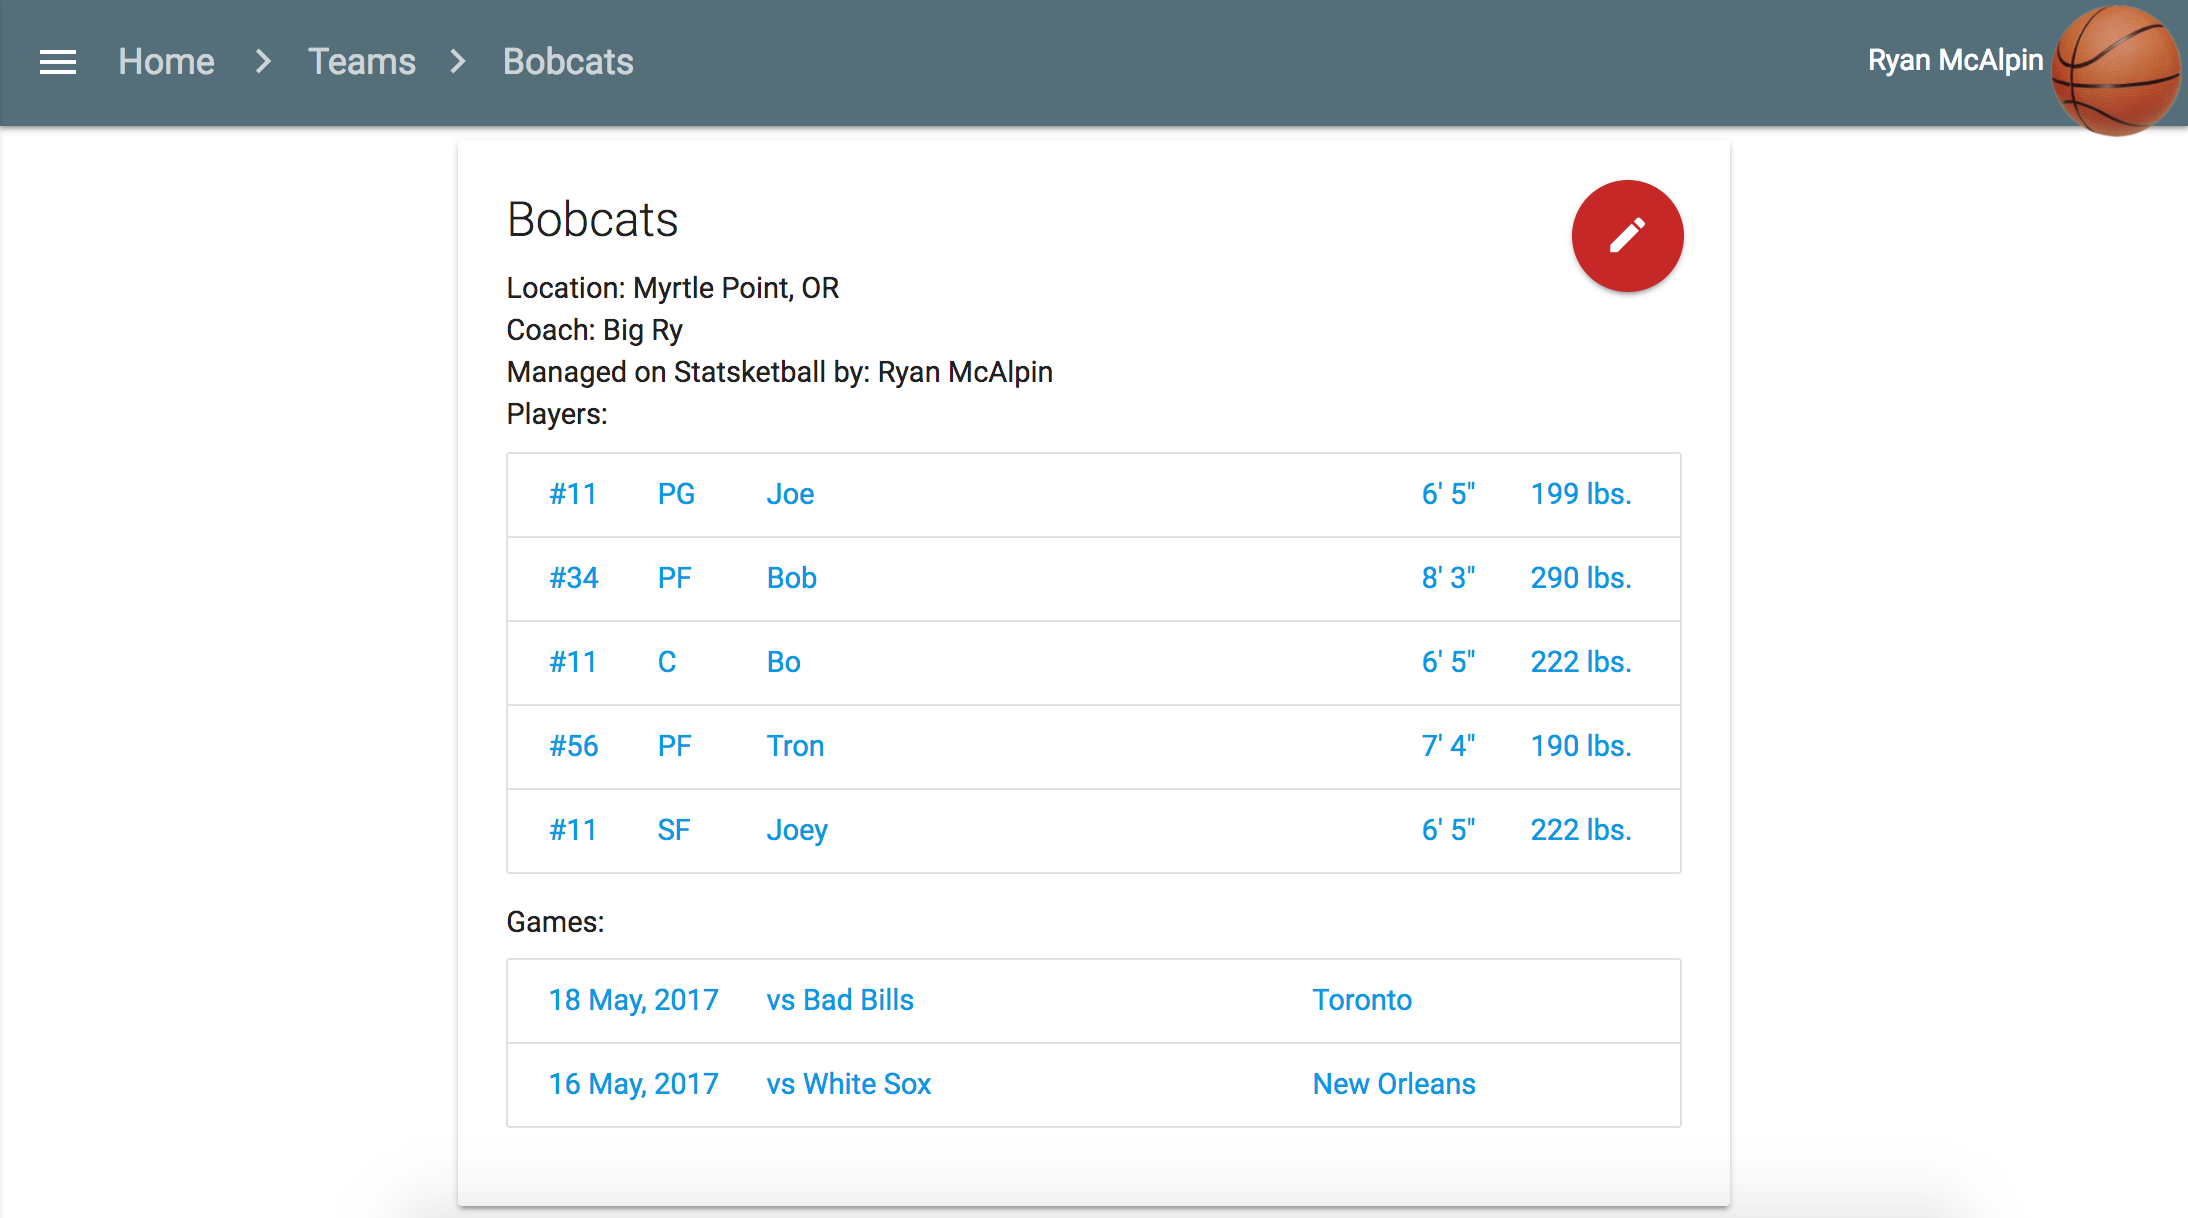 Home > Teams > Bobcats Ryan McAlpin
Bobcats
Location: Myrtle Point, OR
Coach: Big Ry
Managed on Statsketball by: Ryan McAlpin
Players:
#11 PG Joe 6' 5" 199 lbs.
#34 PF Bob 8' 3" 290 lbs.
#11 C Bo 6' 5" 222 lbs.
#56 PF Tron 7' 4" 190 lbs.
#11 SF Joey 6' 5" 222 lbs.
Games:
18 May, 2017 vs Bad Bills Toronto
16 May, 2017 vs White Sox New Orleans